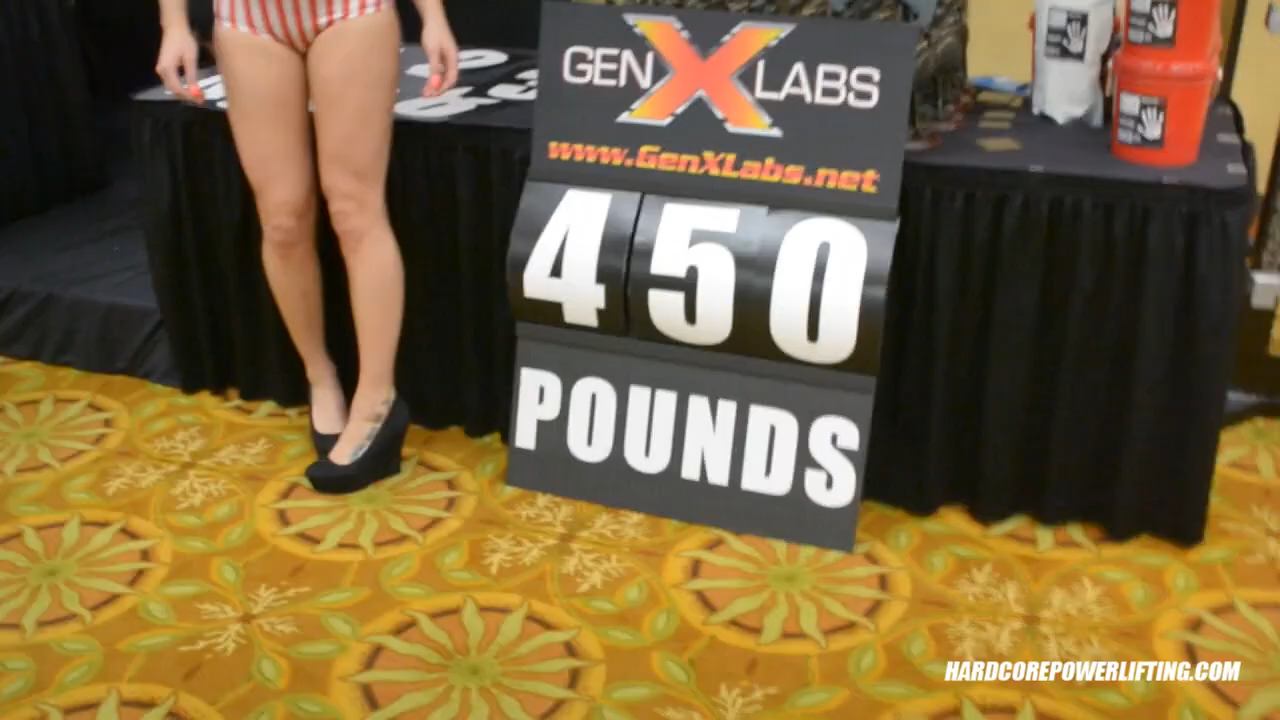 GEN X LABS
www.GenXLabs.net
450
POUNDS
HARDCOREPOWERLIFTING.COM